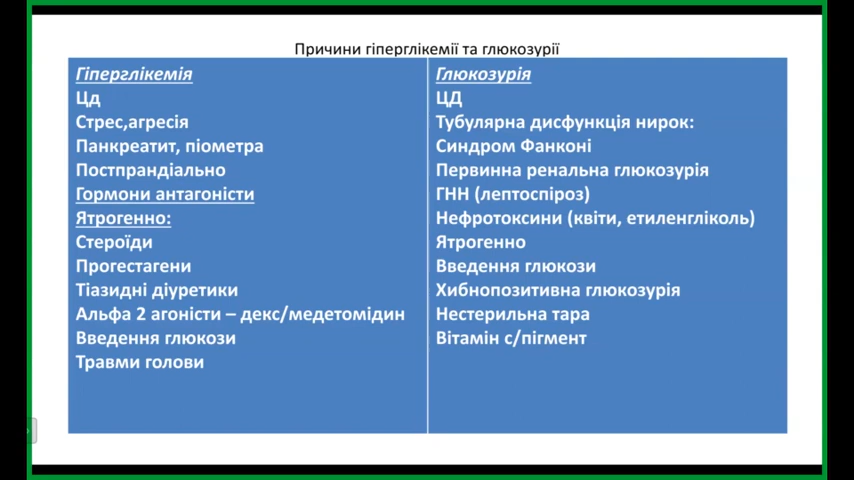 Причини гіперглікемії та глюкозурії
Гіперглікемія
Цд
Стрес,агресія
Панкреатит, піометра
Постпрандіально
Гормони антагоністи
Ятрогенно:
Стероїди
Прогестагени
Тіазидні діуретики
Альфа 2 агоністи – декс/медетомідин
Введення глюкози
Травми голови
Глюкозурія
ЦД
Тубулярна дисфункція нирок:
Синдром Фанконі
Первинна ренальна глюкозурія
ГНН (лептоспіроз)
Нефротоксини (квіти, етиленгліколь)
Ятрогенно
Введення глюкози
Хибнопозитивна глюкозурія
Нестерильна тара
Вітамін с/пігмент